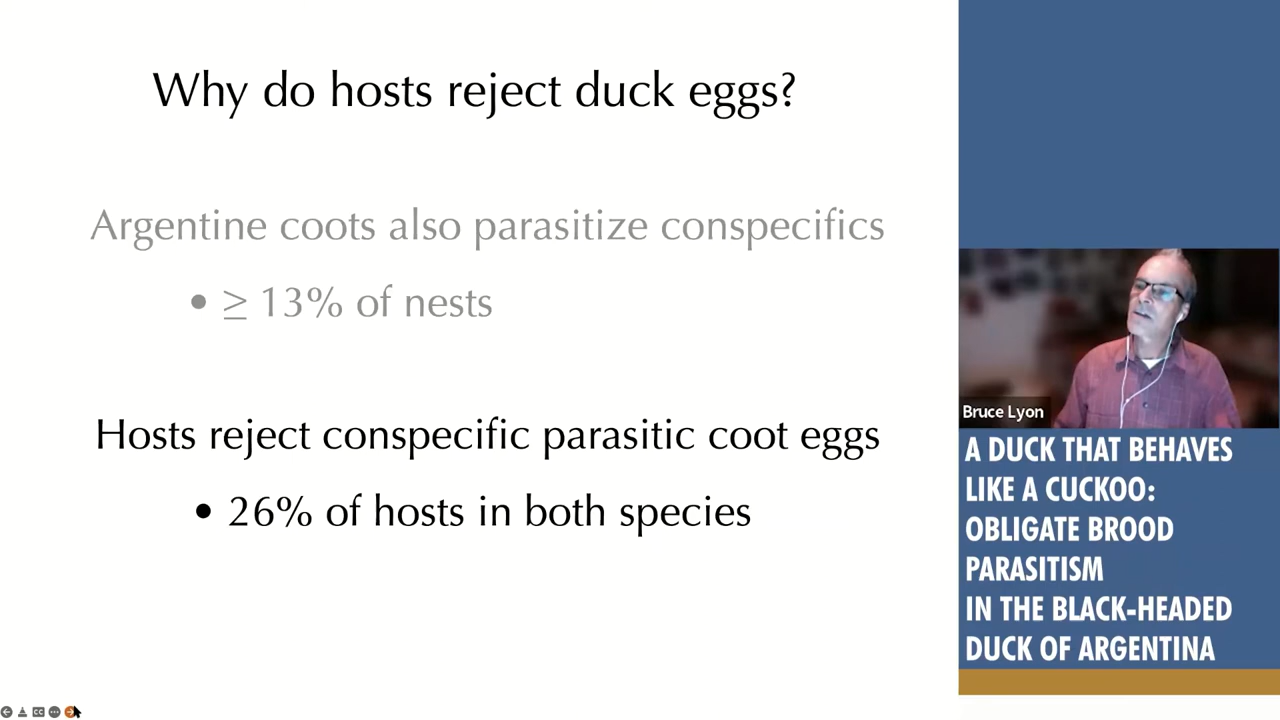 Why do hosts reject duck eggs?
Argentine coots also parasitize conspecifics
• ≥ 13% of nests
Hosts reject conspecific parasitic coot eggs
• 26% of hosts in both species
Bruce Lyon
A DUCK THAT BEHAVES
LIKE A CUCKOO:
OBLIGATE BROOD
PARASITISM
IN THE BLACK-HEADED
DUCK OF ARGENTINA